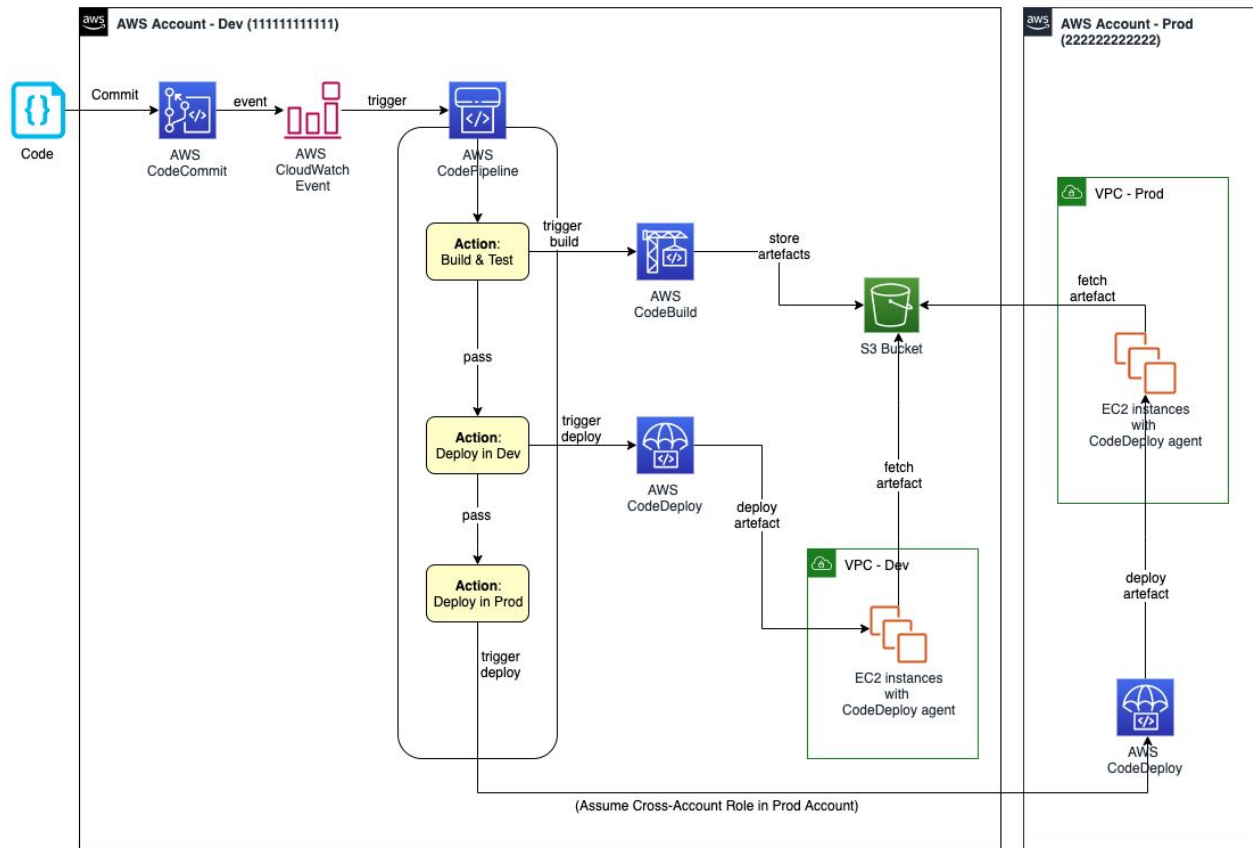 aws
AWS Account - Dev (111111111111)
aws
AWS Account - Prod
(222222222222)
Code
Commit
AWS
CodeCommit
event
AWS
CloudWatch
Event
trigger
AWS
CodePipeline
Action:
Build & Test
trigger
build
AWS
CodeBuild
store
artefacts
S3 Bucket
pass
Action:
Deploy in Dev
trigger
deploy
AWS
CodeDeploy
deploy
artefact
fetch
artefact
pass
Action:
Deploy in Prod
trigger
deploy
VPC - Dev
EC2 instances
with
CodeDeploy agent
(Assume Cross-Account Role in Prod Account)
VPC - Prod
fetch
artefact
EC2 instances
with
CodeDeploy agent
deploy
artefact
AWS
CodeDeploy